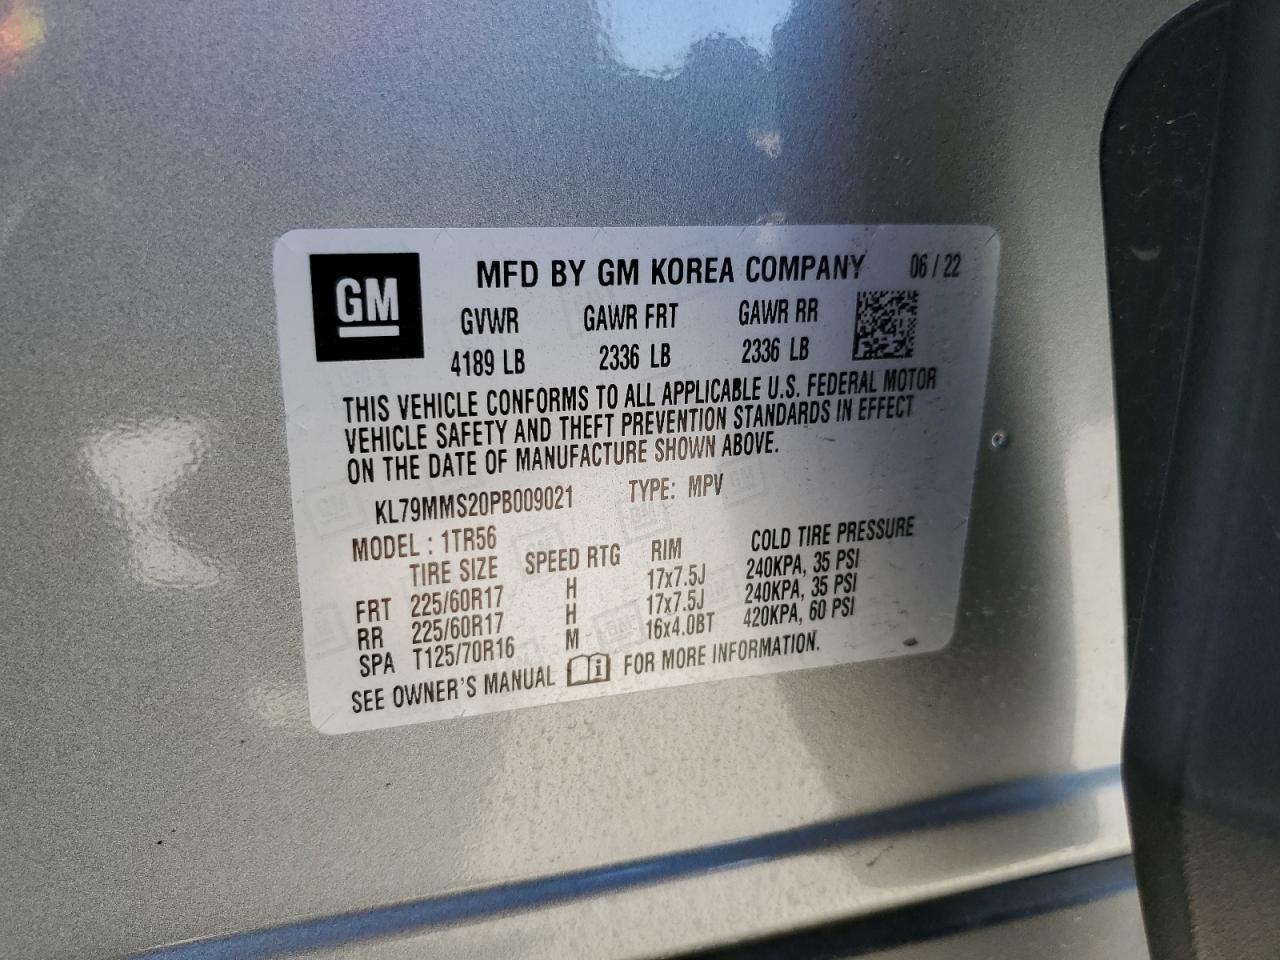 GM
MFD BY GM KOREA COMPANY 06 / 22
GVWR GAWR FRT GAWR RR
4189 LB 2336 LB 2336 LB
THIS VEHICLE CONFORMS TO ALL APPLICABLE U.S. FEDERAL MOTOR
VEHICLE SAFETY AND THEFT PREVENTION STANDARDS IN EFFECT
ON THE DATE OF MANUFACTURE SHOWN ABOVE.
KL79MMS20PB009021 TYPE: MPV
MODEL : 1TR56
TIRE SIZE SPEED RTG RIM COLD TIRE PRESSURE
FRT 225/60R17 H 17x7.5J 240KPA, 35 PSI
RR 225/60R17 H 17x7.5J 240KPA, 35 PSI
SPA T125/70R16 M 16x4.0BT 420KPA, 60 PSI
SEE OWNER'S MANUAL FOR MORE INFORMATION.